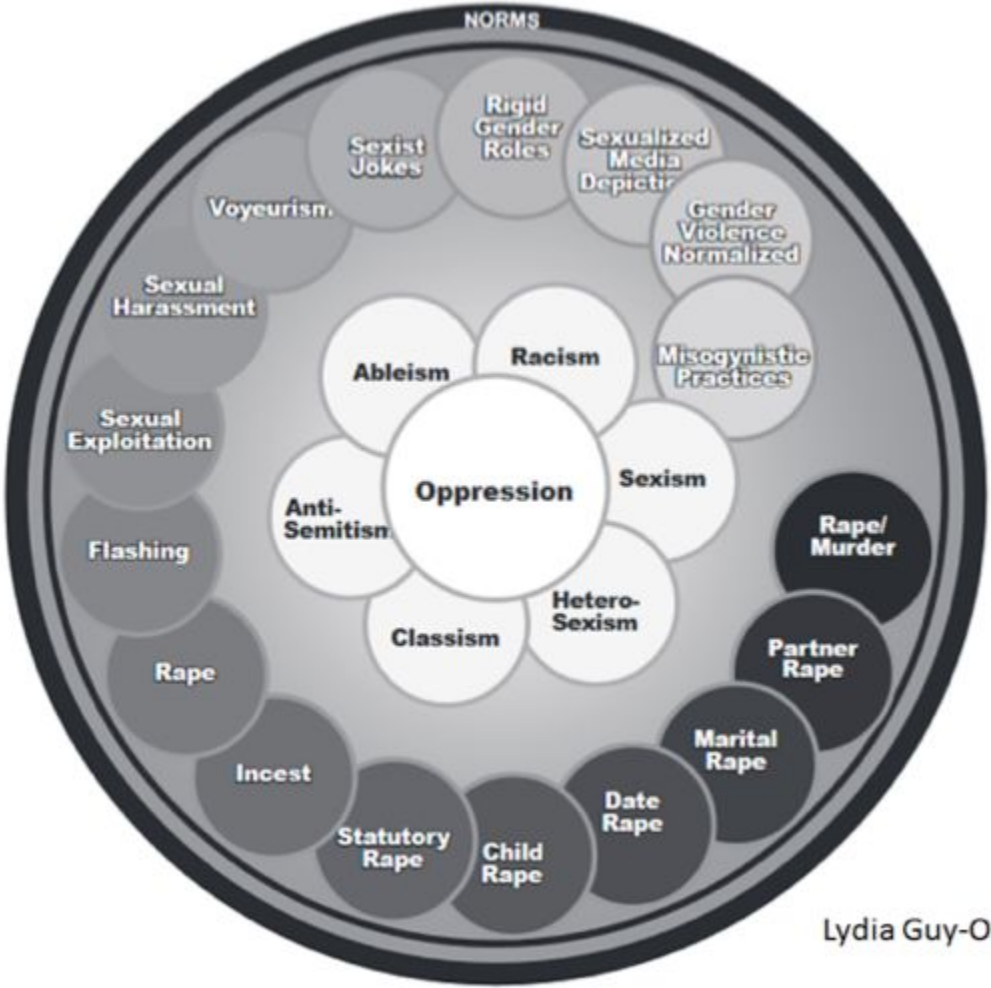 NORMS
Rigid
Gender
Roles
Sexualized
Media
Depictio
Gender
Violence
Normalized
Misogynistic
Practices
Sexist
Jokes
Voyeurism
Sexual
Harassment
Sexual
Exploitation
Flashing
Rape
Incest
Statutory
Rape
Child
Rape
Date
Rape
Marital
Rape
Partner
Rape
Rape/
Murder
Ableism
Racism
Sexism
Hetero-
Sexism
Classism
Anti-
Semitism
Oppression
Lydia Guy-O